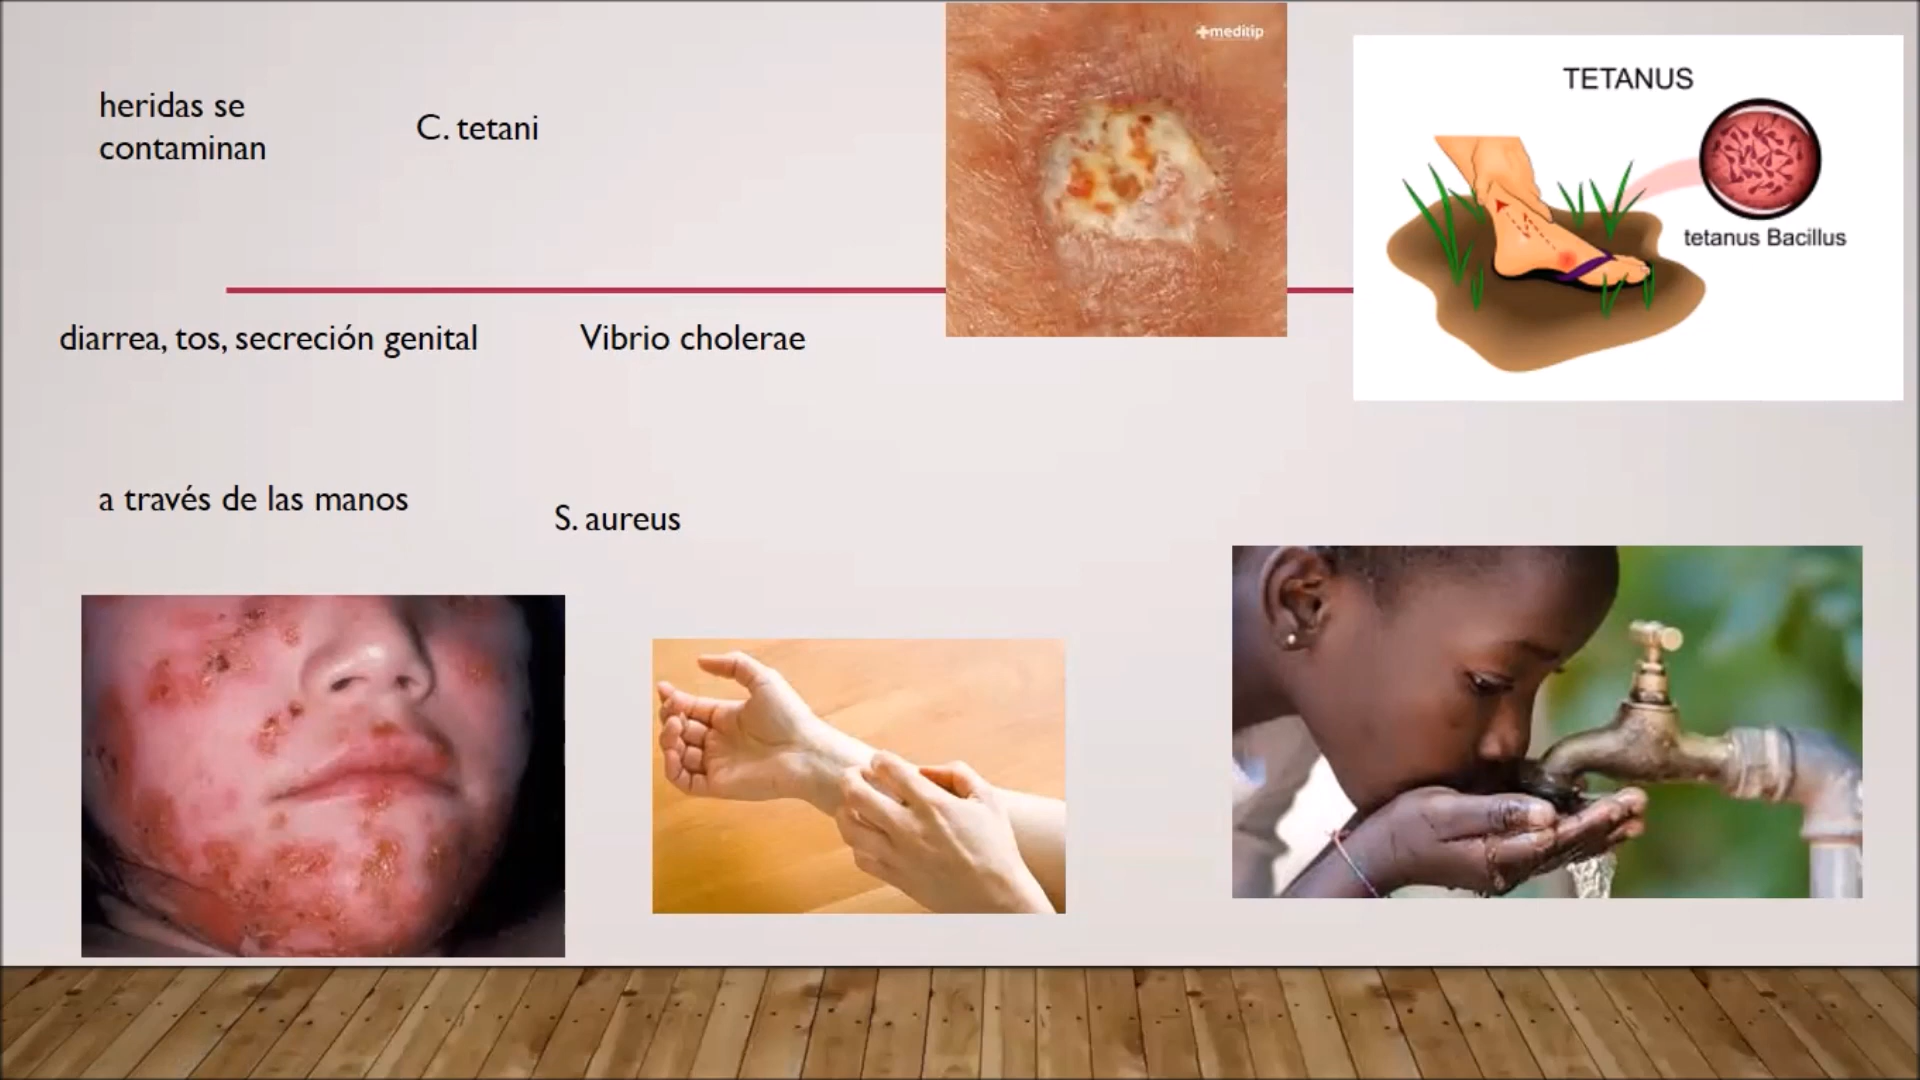 meditip
TETANUS
heridas se
contaminan
C. tetani
tetanus Bacillus
diarrea, tos, secreción genital
Vibrio cholerae
a través de las manos
S. aureus